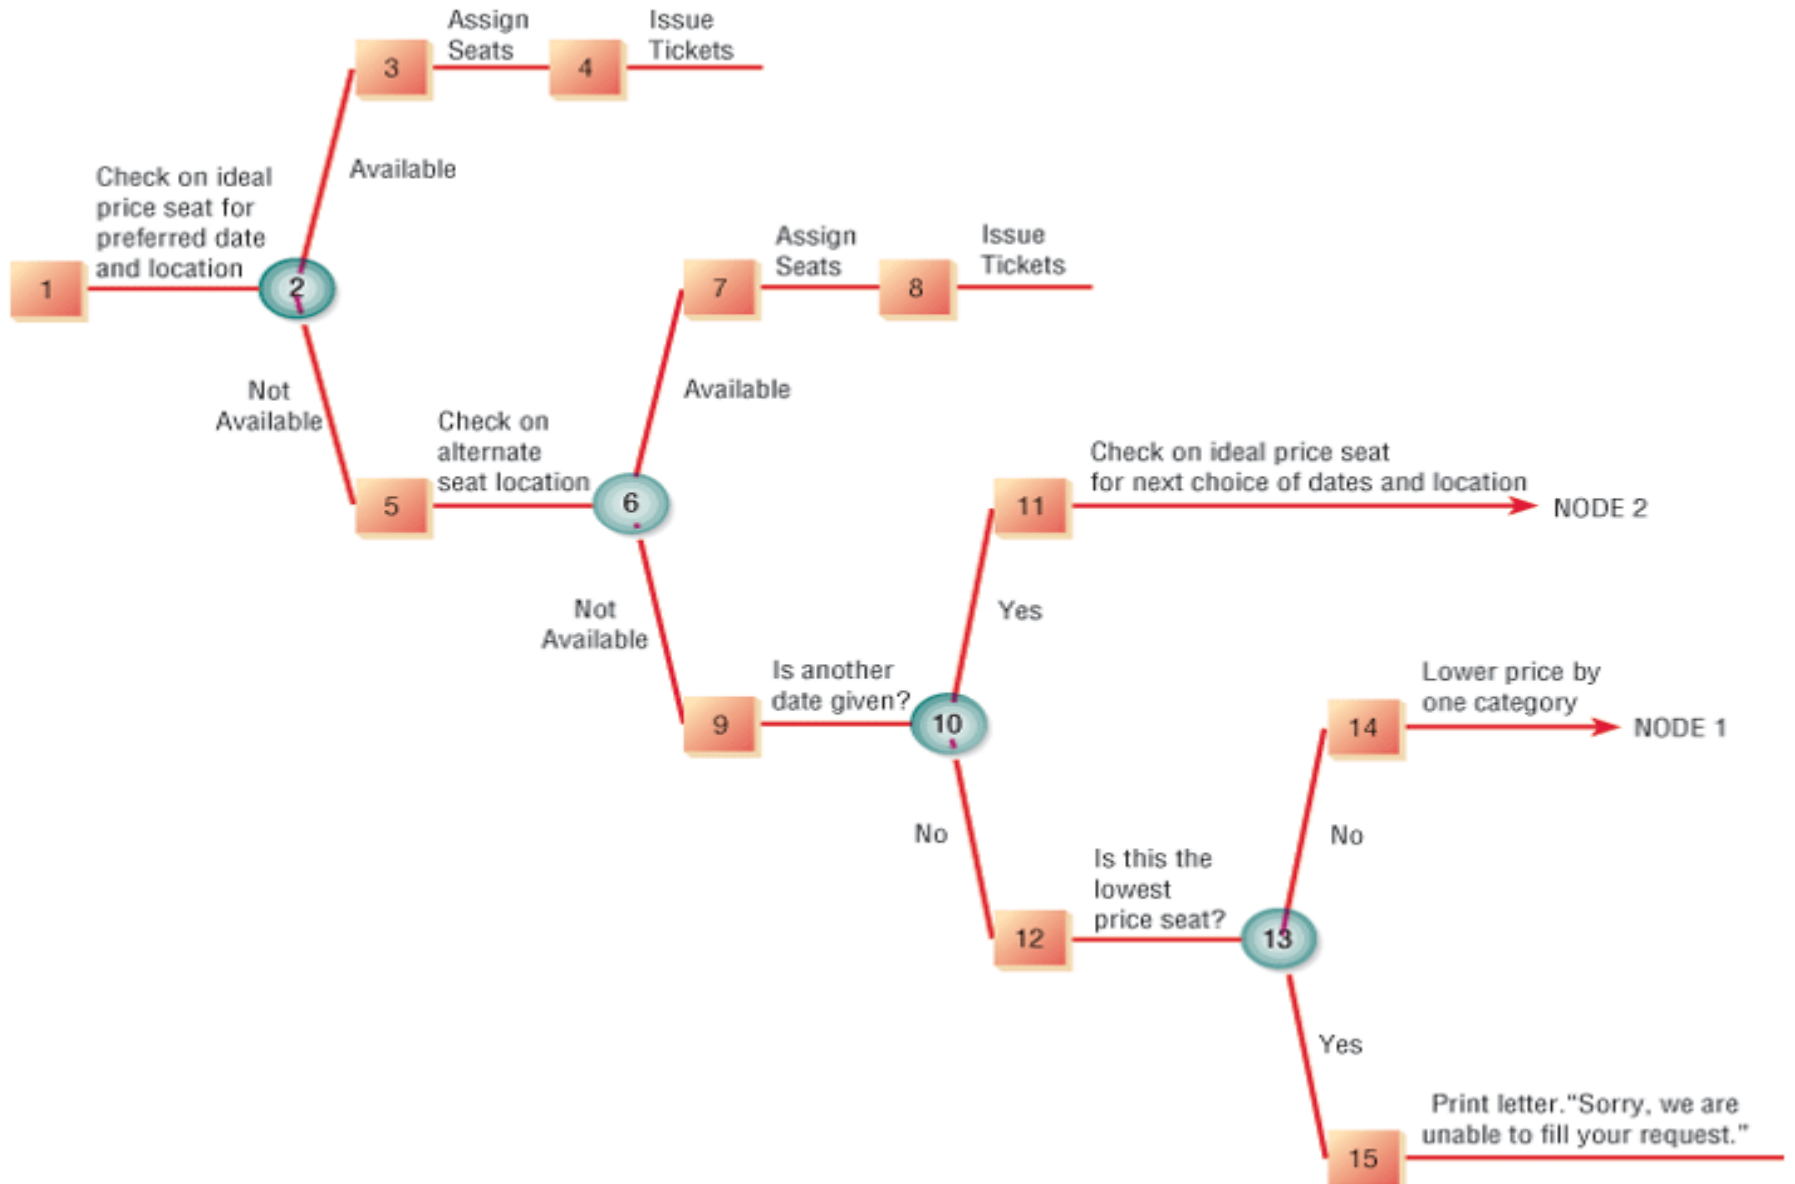 Assign
Seats
Issue
Tickets
3
4
Available
Check on ideal
price seat for
preferred date
and location
1
2
Not
Available
Assign
Seats
Issue
Tickets
7
8
Available
Check on
alternate
seat location
5
6
Not
Available
Check on ideal price seat
for next choice of dates and location
11
NODE 2
Yes
Is another
date given?
9
10
No
Lower price by
one category
14
NODE 1
No
Is this the
lowest
price seat?
12
13
Yes
Print letter."Sorry, we are
unable to fill your request."
15